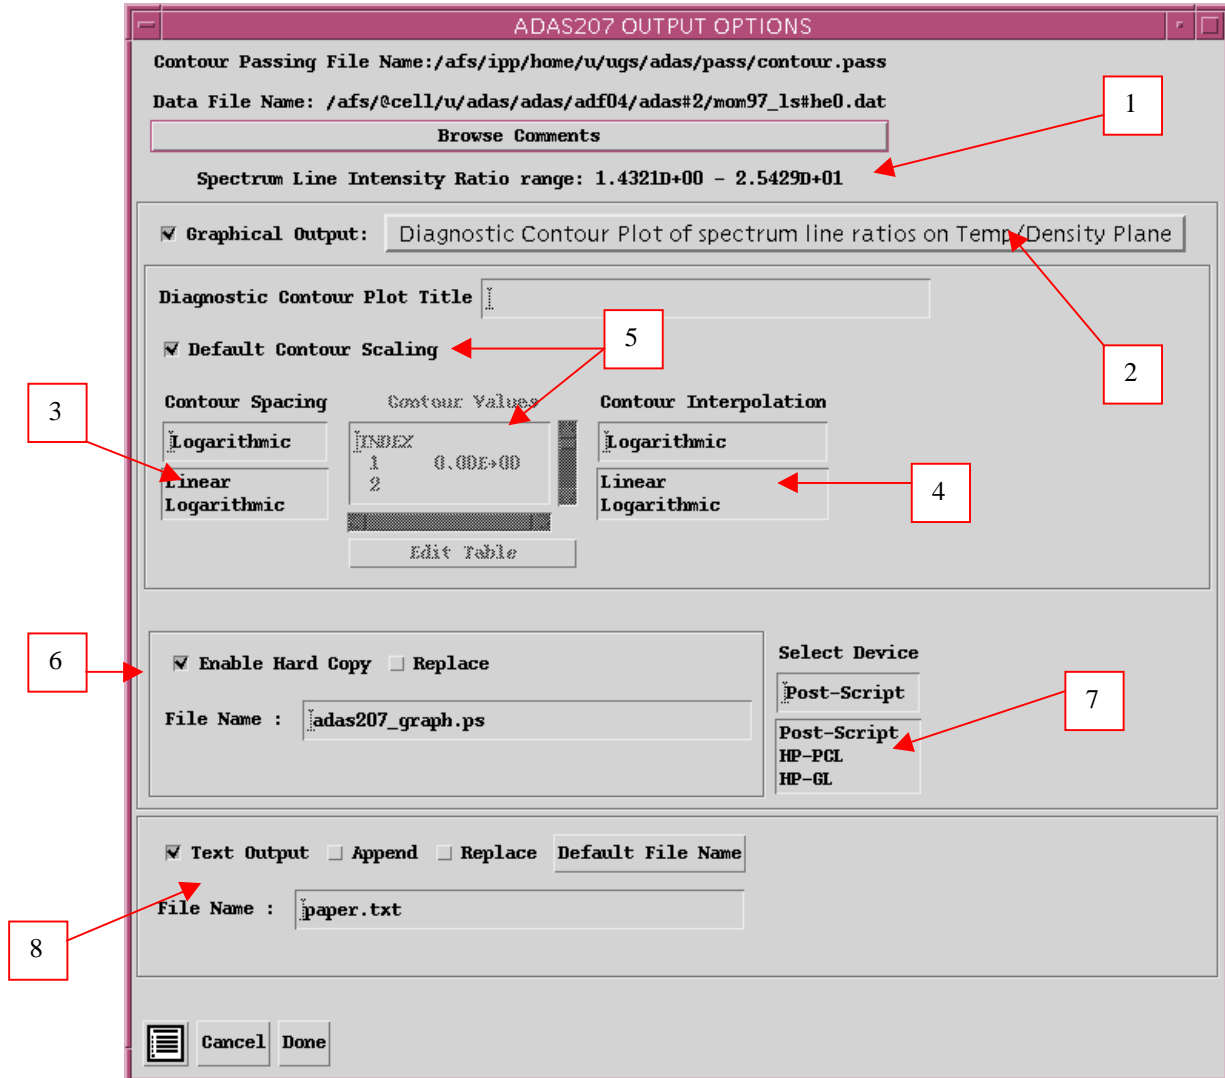 ADAS207 OUTPUT OPTIONS
Contour Passing File Name:/afs/ipp/home/u/ugs/adas/pass/contour.pass
Data File Name: /afs/@cell/u/adas/adas/adf04/adas#2/mom97_ls#he0.dat
1
Browse Comments
Spectrum Line Intensity Ratio range: 1.4321D+00 - 2.5429D+01
Graphical Output: Diagnostic Contour Plot of spectrum line ratios on Temp/Density Plane
Diagnostic Contour Plot Title
5
Default Contour Scaling
2
3
Contour Spacing Contour Values Contour Interpolation
Logarithmic INDEX Logarithmic
1 0.00E+00
Linear 2 Linear
Logarithmic Logarithmic
4
Edit Table
6
Enable Hard Copy Replace
Select Device
Post-Script
7
File Name : adas207_graph.ps
Post-Script
HP-PCL
HP-GL
Text Output Append Replace Default File Name
File Name : paper.txt
8
Cancel Done